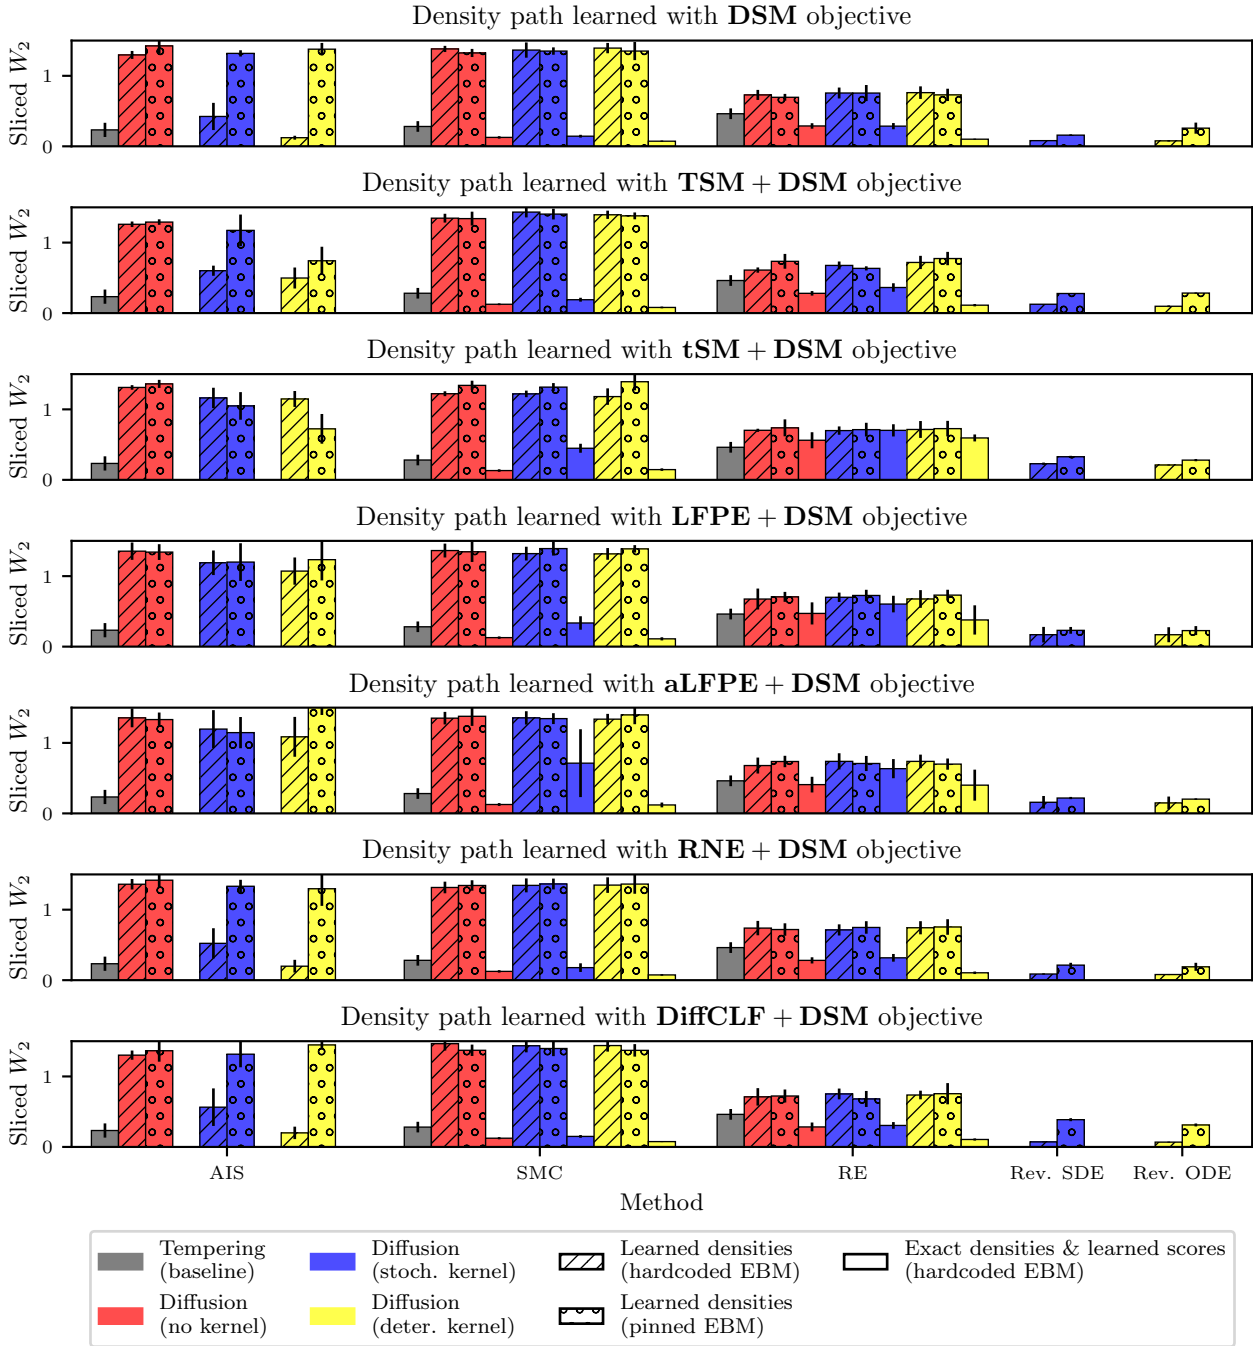 Density path learned with DSM objective
Sliced W2
1
0
Density path learned with TSM + DSM objective
Sliced W2
1
0
Density path learned with tSM + DSM objective
Sliced W2
1
0
Density path learned with LFPE + DSM objective
Sliced W2
1
0
Density path learned with aLFPE + DSM objective
Sliced W2
1
0
Density path learned with RNE + DSM objective
Sliced W2
1
0
Density path learned with DiffCLF + DSM objective
Sliced W2
1
0
AIS SMC RE Rev. SDE Rev. ODE
Method
Tempering
(baseline)
Diffusion
(no kernel)
Diffusion
(stoch. kernel)
Diffusion
(deter. kernel)
Learned densities
(hardcoded EBM)
Learned densities
(pinned EBM)
Exact densities & learned scores
(hardcoded EBM)